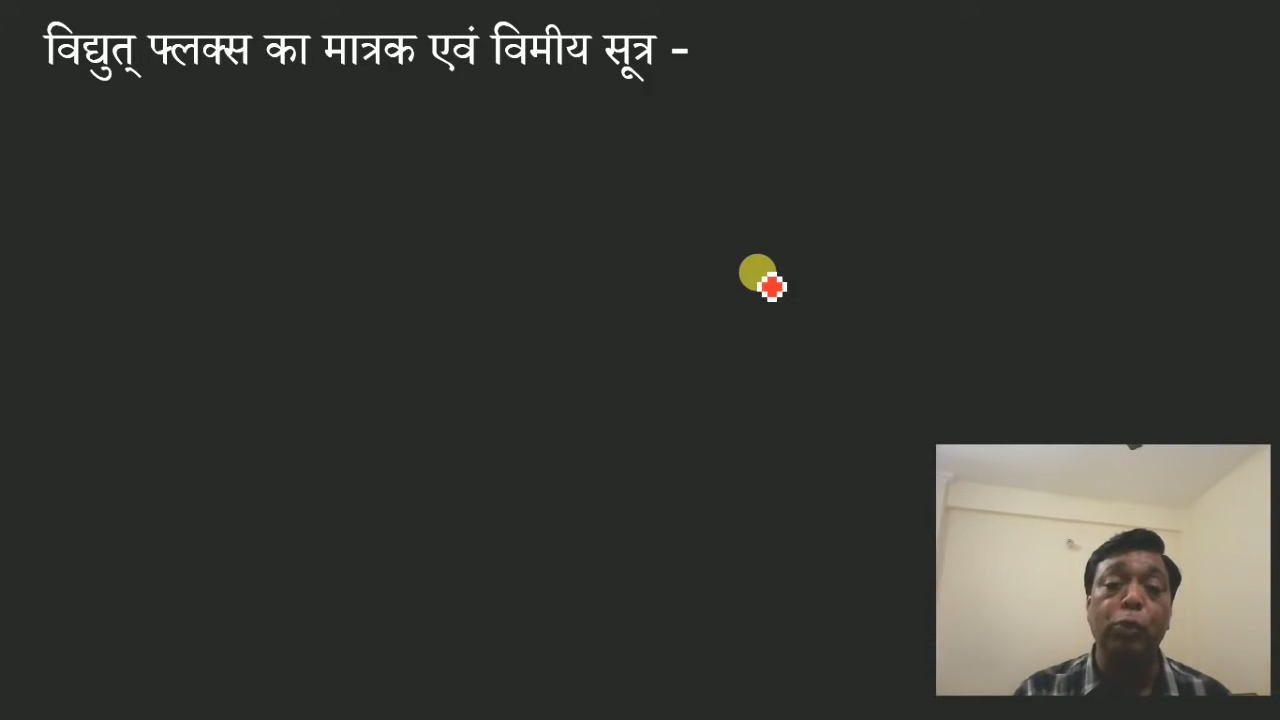 विद्युत् फ्लक्स का मात्रक एवं विमीय सूत्र -